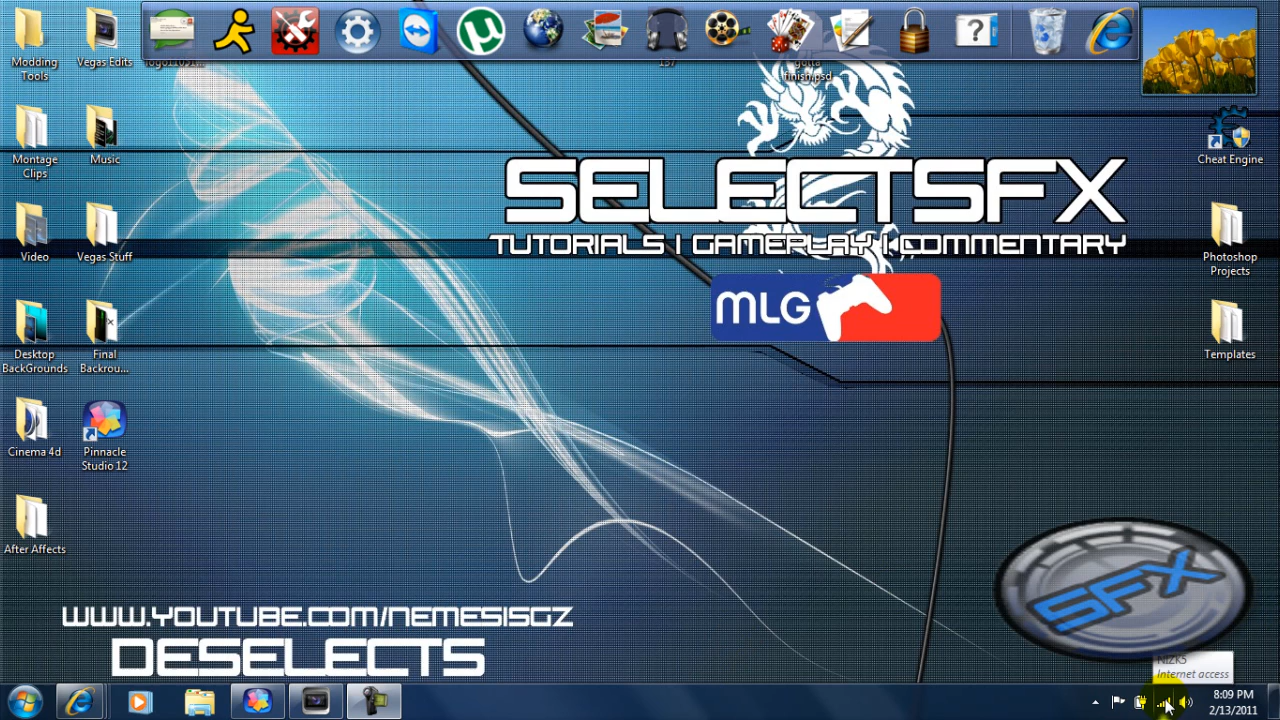 Modding
Tools
Vegas Edits
157
gotta
finish.psd
Cheat Engine
Montage
Clips
Music
SELECTSFX
TUTORIALS | GAMEPLAY | COMMENTARY
Video
Vegas Stuff
Photoshop
Projects
MLG
Desktop
BackGrounds
Final
Backrou...
Templates
Cinema 4d
Pinnacle
Studio 12
After Affects
SFX
WWW.YOUTUBE.COM/NEMESISGZ
DESELECTS
Internet access
8:09 PM
2/13/2011